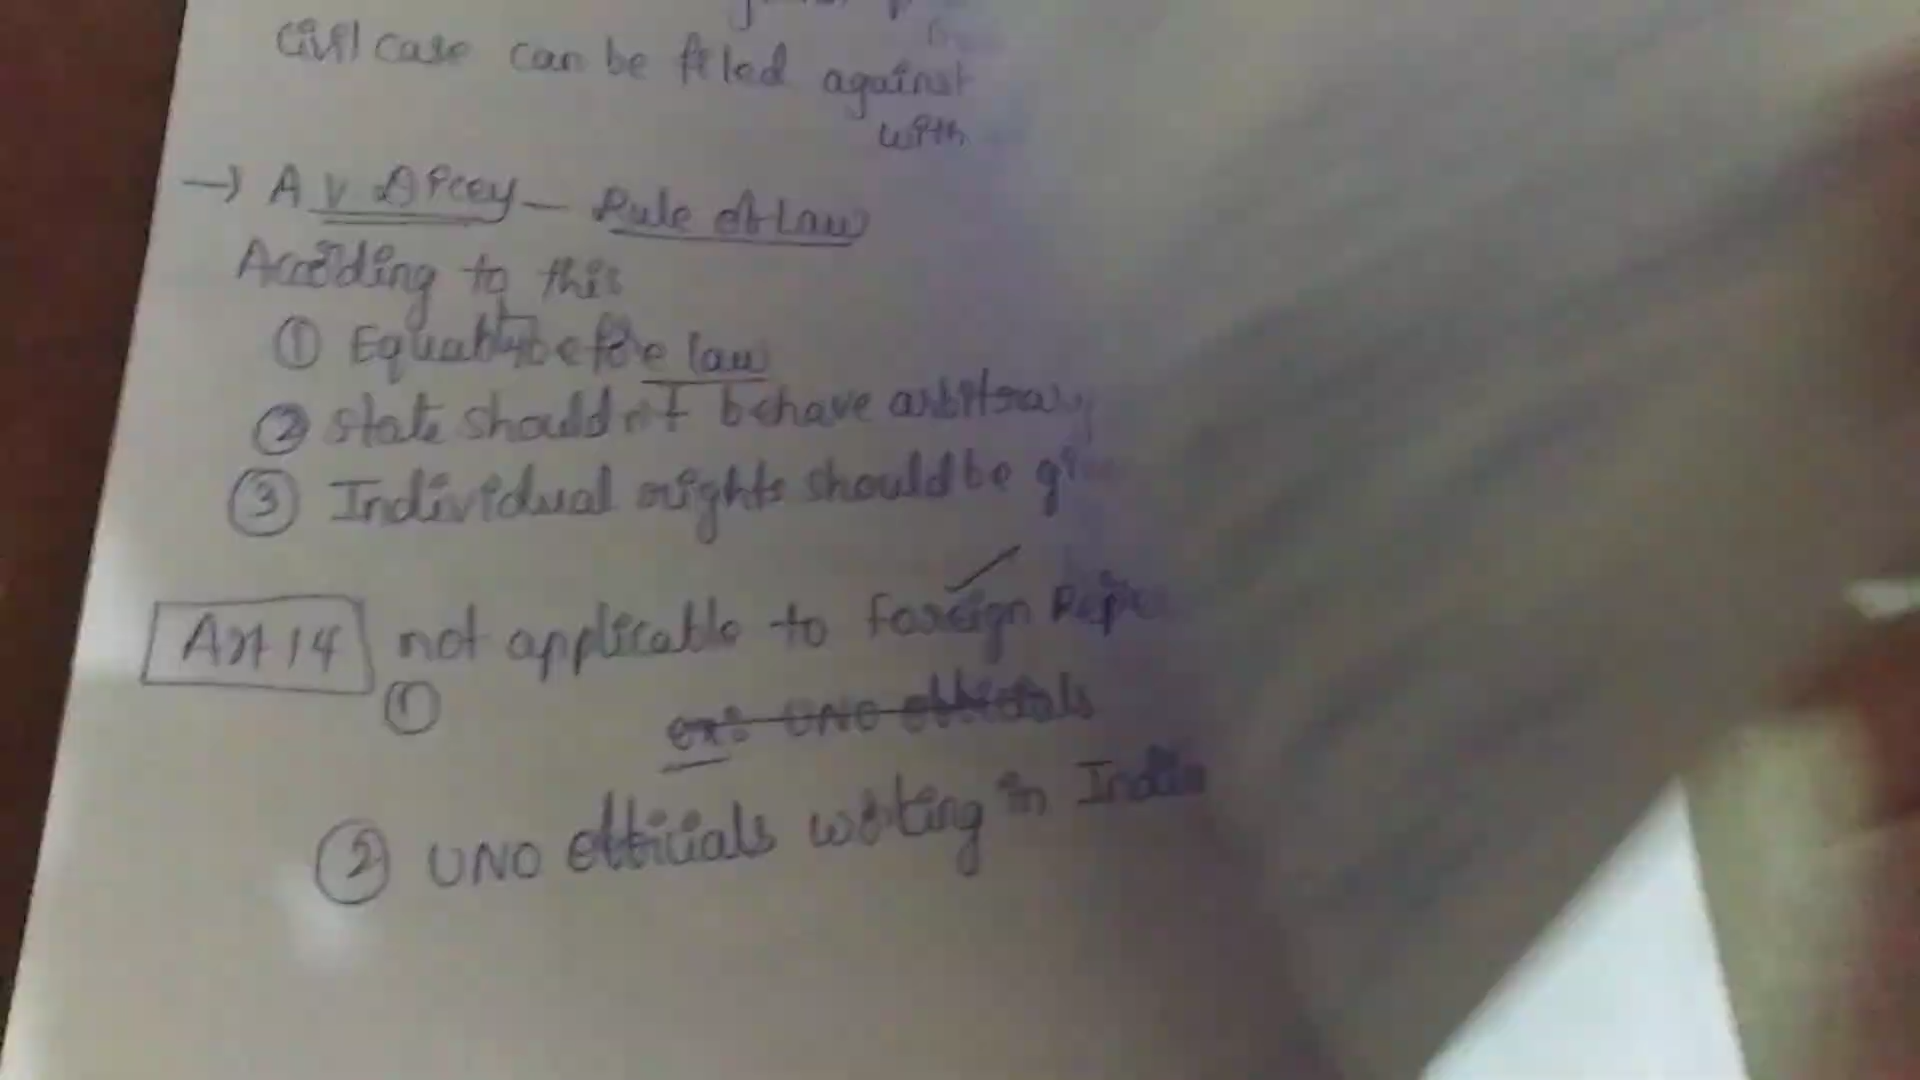 Civil case can be filed against
with
→ A V Dicey - Rule of Law
According to this
① Equality before law
② State should nt behave arbitrary
③ Individual rights should be
Art 14 not applicable to Foreign
①
ex: UNO officials
② UNO officials working in India